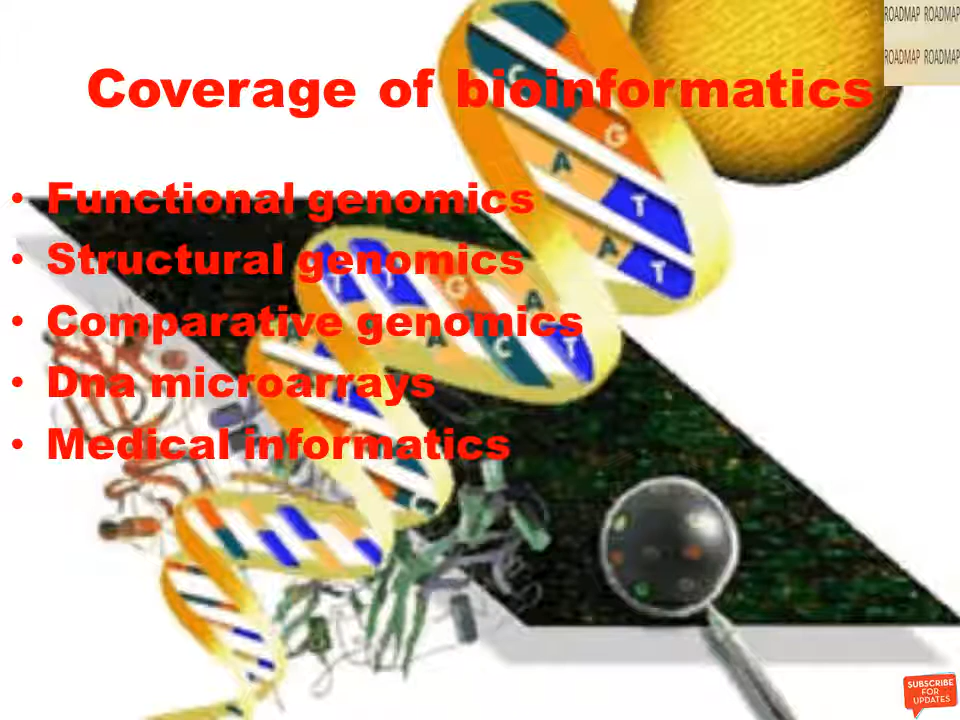 ROADMAP ROADMAP
ROADMAP ROADMAP
Coverage of bioinformatics
• Functional genomics
• Structural genomics
• Comparative genomics
• Dna microarrays
• Medical informatics
C
G
A
T
A
T
T
T
G
A
A
C
T
SUBSCRIBE
FOR
UPDATES